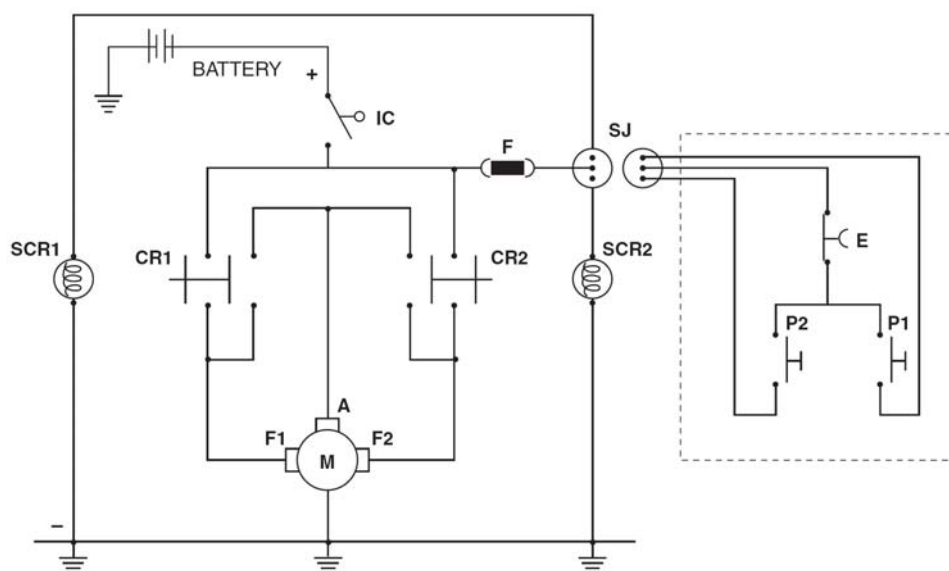 BATTERY
+
IC
SJ
F
E
SCR1
CR1
CR2
SCR2
P2
P1
A
F1
F2
M
–